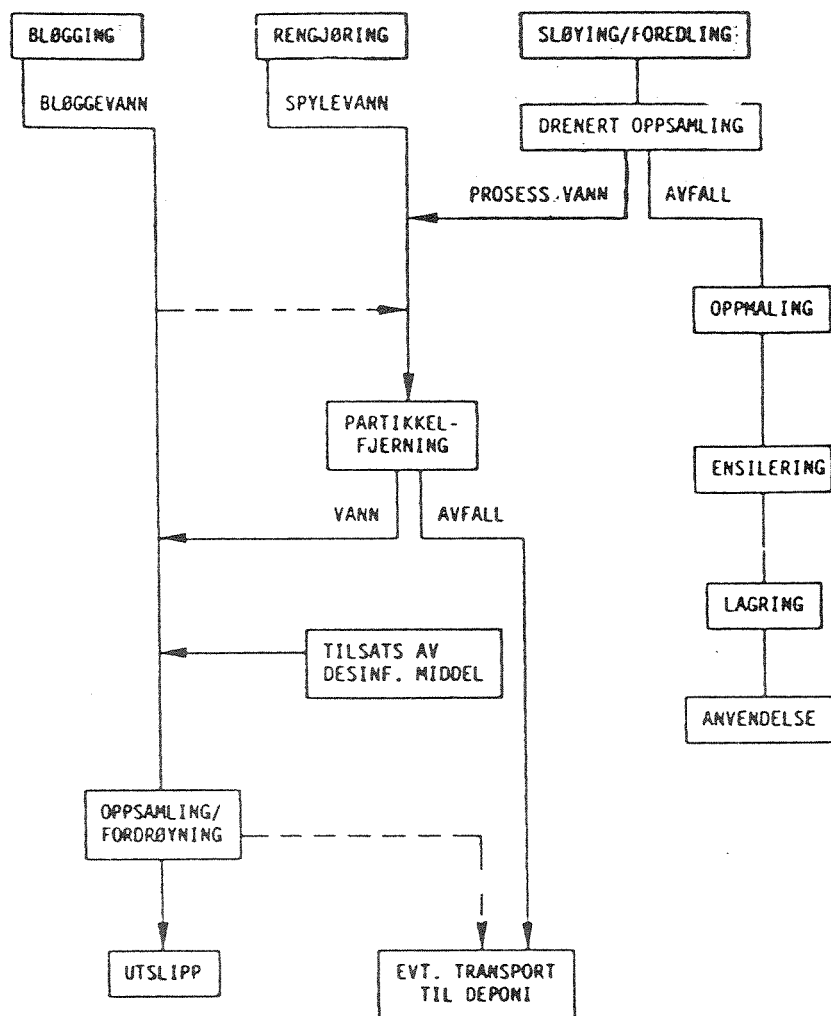 BLØGGING
RENGJØRING
SLØYING/FOREDLING
BLØGGEVANN
SPYLEVANN
DRENERT OPPSAMLING
PROSESS.VANN
AVFALL
OPPMALING
PARTIKKEL-
FJERNING
ENSILERING
VANN
AVFALL
LAGRING
TILSATS AV
DESINF. MIDDEL
ANVENDELSE
OPPSAMLING/
FORDRØYNING
UTSLIPP
EVT. TRANSPORT
TIL DEPONI